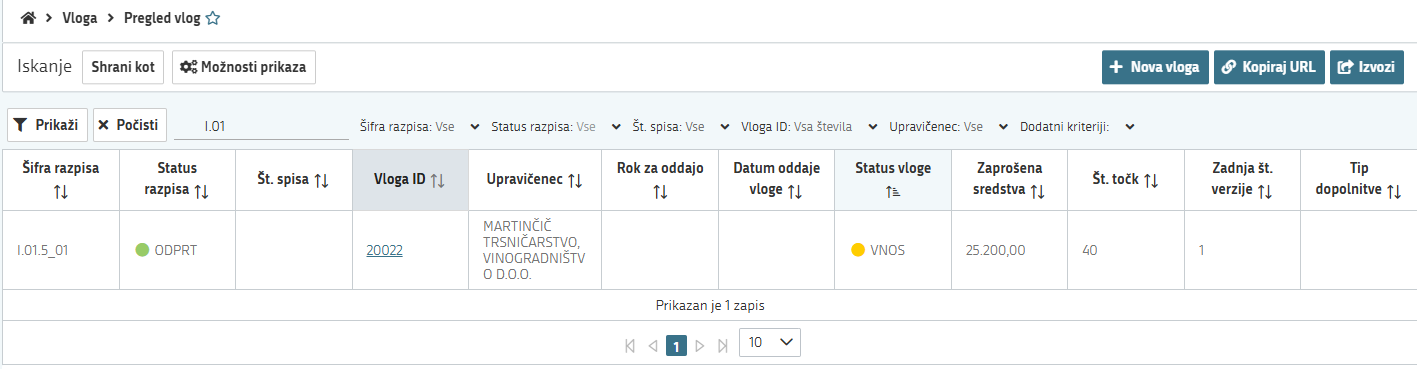 Vloga Pregled vlog
Iskanje Shrani kot Možnosti prikaza Nova vloga Kopiraj URL Izvozi
Prikaži Počisti I.01 Šifra razpisa: Vse Status razpisa: Vse Št. spisa: Vse Vloga ID: Vsa števila Upravičenec: Vse Dodatni kriteriji:
Šifra razpisa
Status razpisa
Št. spisa
Vloga ID
Upravičenec
Rok za oddajo
Datum oddaje vloge
Status vloge
Zaprošena sredstva
Št. točk
Zadnja št. verzije
Tip dopolnitve
I.01.5_01
ODPRT
20022
MARTINČIČ
TRSNIČARSTVO,
VINOGRADNIŠTV
O D.O.O.
VNOS
25.200,00
40
1
Prikazan je 1 zapis
1 10